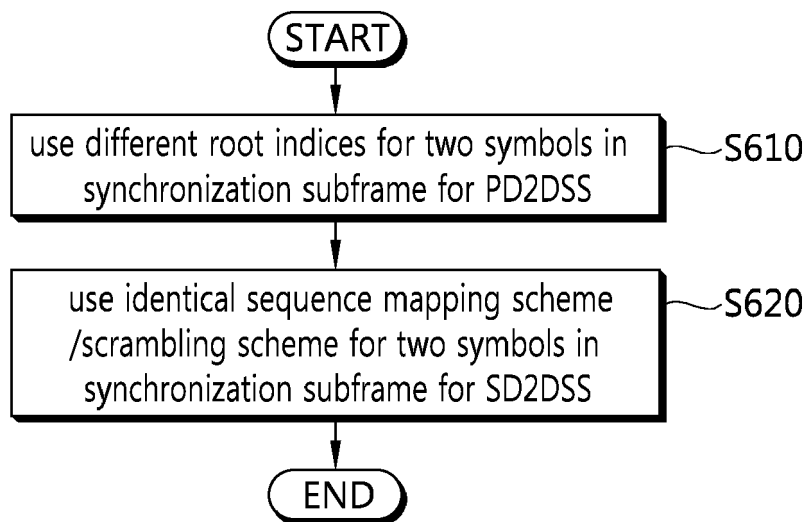 START
use different root indices for two symbols in
synchronization subframe for PD2DSS
S610
use identical sequence mapping scheme
/scrambling scheme for two symbols in
synchronization subframe for SD2DSS
S620
END